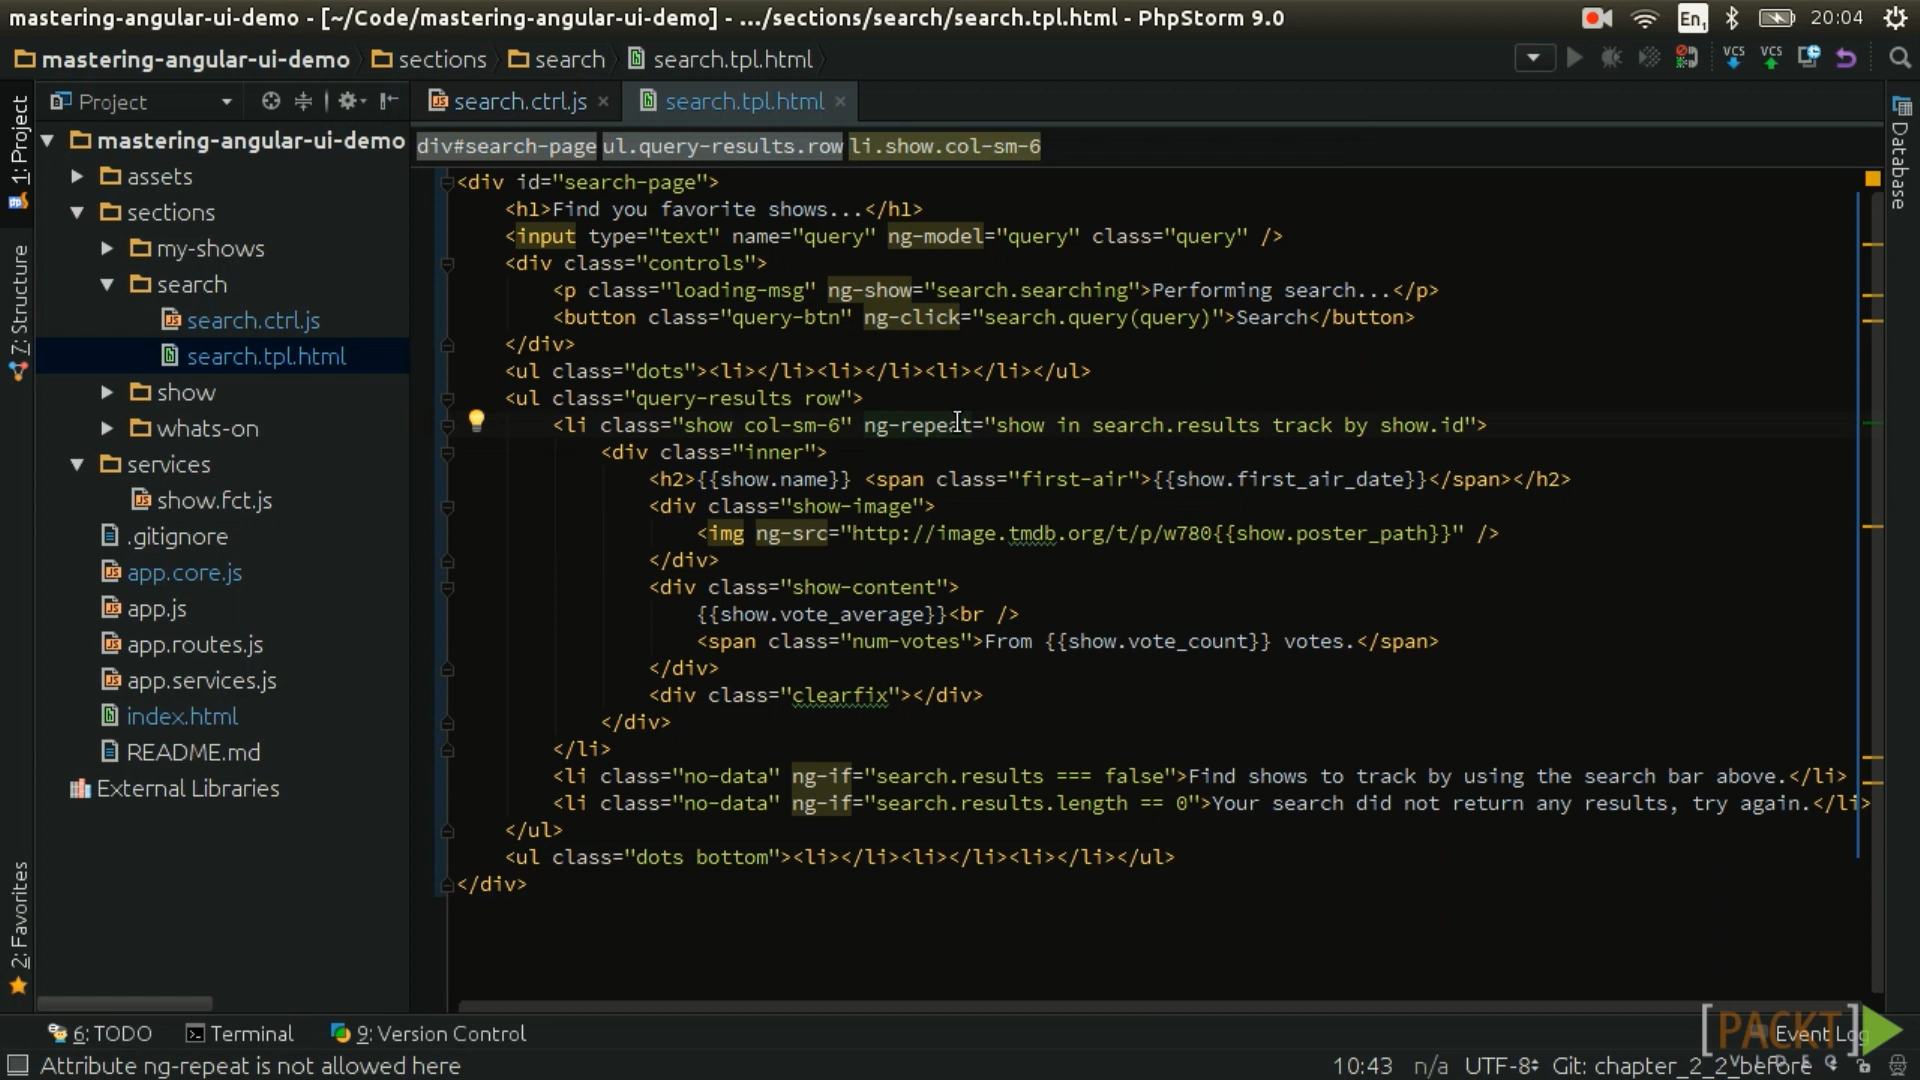 mastering-angular-ui-demo - [~/Code/mastering-angular-ui-demo] - .../sections/search/search.tpl.html - PhpStorm 9.0
En1
20:04
mastering-angular-ui-demo
sections
search
search.tpl.html
VCS
VCS
1: Project
7: Structure
2: Favorites
Project
mastering-angular-ui-demo
assets
sections
my-shows
search
search.ctrl.js
search.tpl.html
show
whats-on
services
show.fct.js
.gitignore
app.core.js
app.js
app.routes.js
app.services.js
index.html
README.md
External Libraries
search.ctrl.js
search.tpl.html
Database
div#search-page ul.query-results.row li.show.col-sm-6
<div id="search-page">
<h1>Find you favorite shows...</h1>
<input type="text" name="query" ng-model="query" class="query" />
<div class="controls">
<p class="loading-msg" ng-show="search.searching">Performing search...</p>
<button class="query-btn" ng-click="search.query(query)">Search</button>
</div>
<ul class="dots"><li></li><li></li><li></li></ul>
<ul class="query-results row">
<li class="show col-sm-6" ng-repeat="show in search.results track by show.id">
<div class="inner">
<h2>{{show.name}} <span class="first-air">{{show.first_air_date}}</span></h2>
<div class="show-image">
<img ng-src="http://image.tmdb.org/t/p/w780{{show.poster_path}}" />
</div>
<div class="show-content">
{{show.vote_average}}<br />
<span class="num-votes">From {{show.vote_count}} votes.</span>
</div>
<div class="clearfix"></div>
</div>
</li>
<li class="no-data" ng-if="search.results === false">Find shows to track by using the search bar above.</li>
<li class="no-data" ng-if="search.results.length == 0">Your search did not return any results, try again.</li>
</ul>
<ul class="dots bottom"><li></li><li></li><li></li></ul>
</div>
6: TODO
Terminal
9: Version Control
Event Log
[PACKT]
VIDEO
Attribute ng-repeat is not allowed here
10:43
n/a
UTF-8
Git: chapter_2_2_before